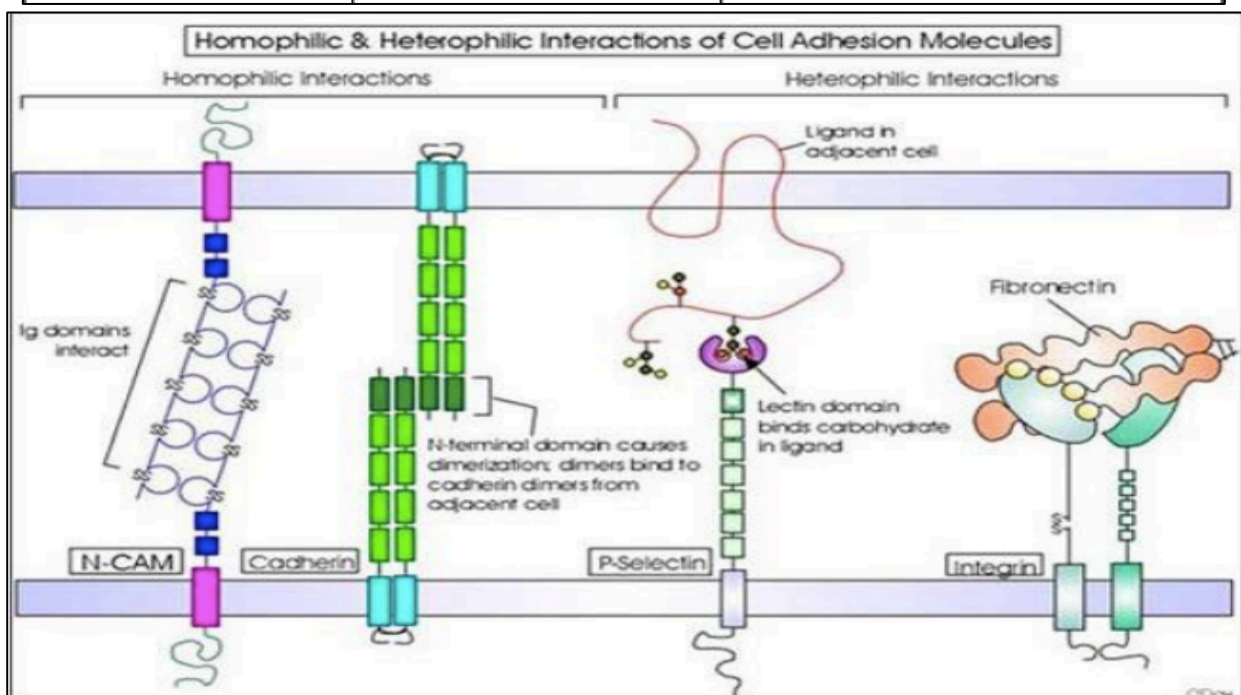 Homophilic & Heterophilic Interactions of Cell Adhesion Molecules
Homophilic Interactions
Heterophilic Interactions
Ligand in
adjacent cell
Ig domains
interact
Fibronectin
Lectin domain
binds carbohydrate
in ligand
N-terminal domain causes
dimerization; dimers bind to
cadherin dimers from
adjacent cell
N-CAM
Cadherin
P-Selectin
Integrin